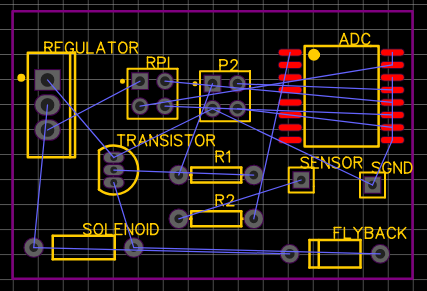 REGULATOR
RPI
P2
ADC
TRANSISTOR
R1
SENSOR
SGND
R2
SOLENOID
FLYBACK